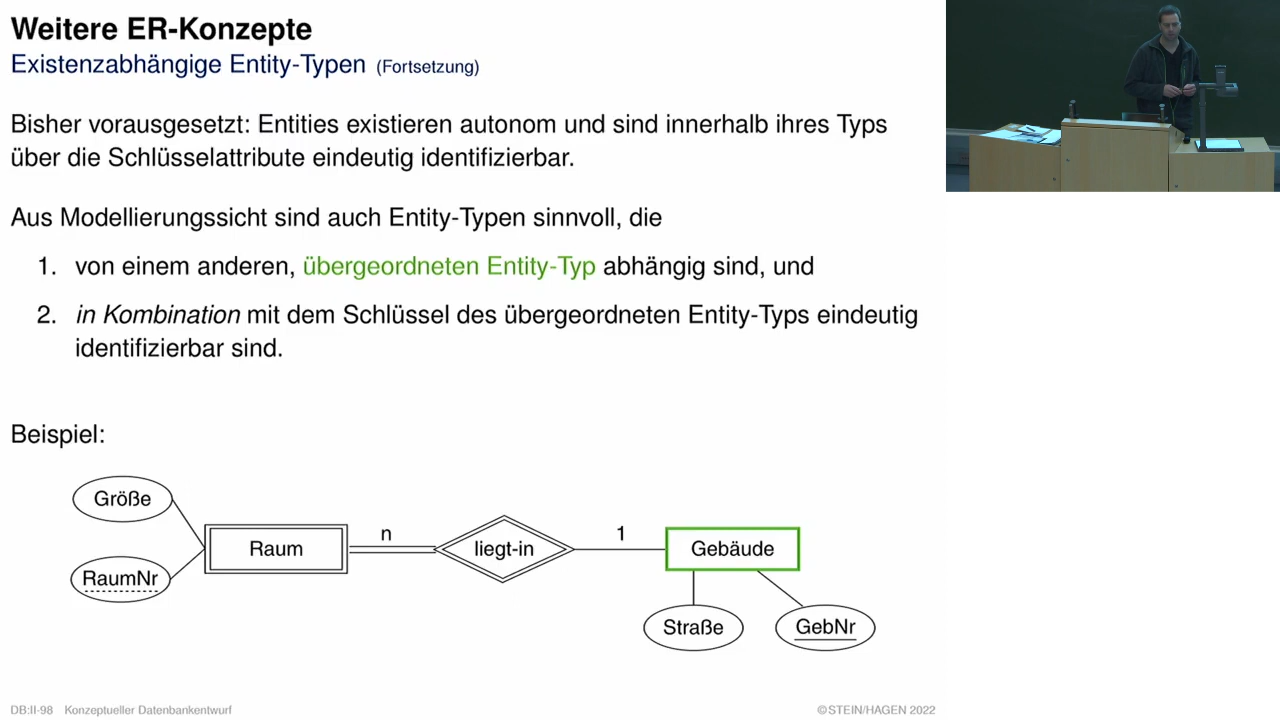 Weitere ER-Konzepte
Existenzabhängige Entity-Typen (Fortsetzung)
Bisher vorausgesetzt: Entities existieren autonom und sind innerhalb ihres Typs
über die Schlüsselattribute eindeutig identifizierbar.
Aus Modellierungssicht sind auch Entity-Typen sinnvoll, die
1. von einem anderen, übergeordneten Entity-Typ abhängig sind, und
2. in Kombination mit dem Schlüssel des übergeordneten Entity-Typs eindeutig
identifizierbar sind.
Beispiel:
Größe
RaumNr
Raum
n
liegt-in
1
Gebäude
Straße
GebNr
DB:II-98 Konzeptueller Datenbankentwurf
©STEIN/HAGEN 2022